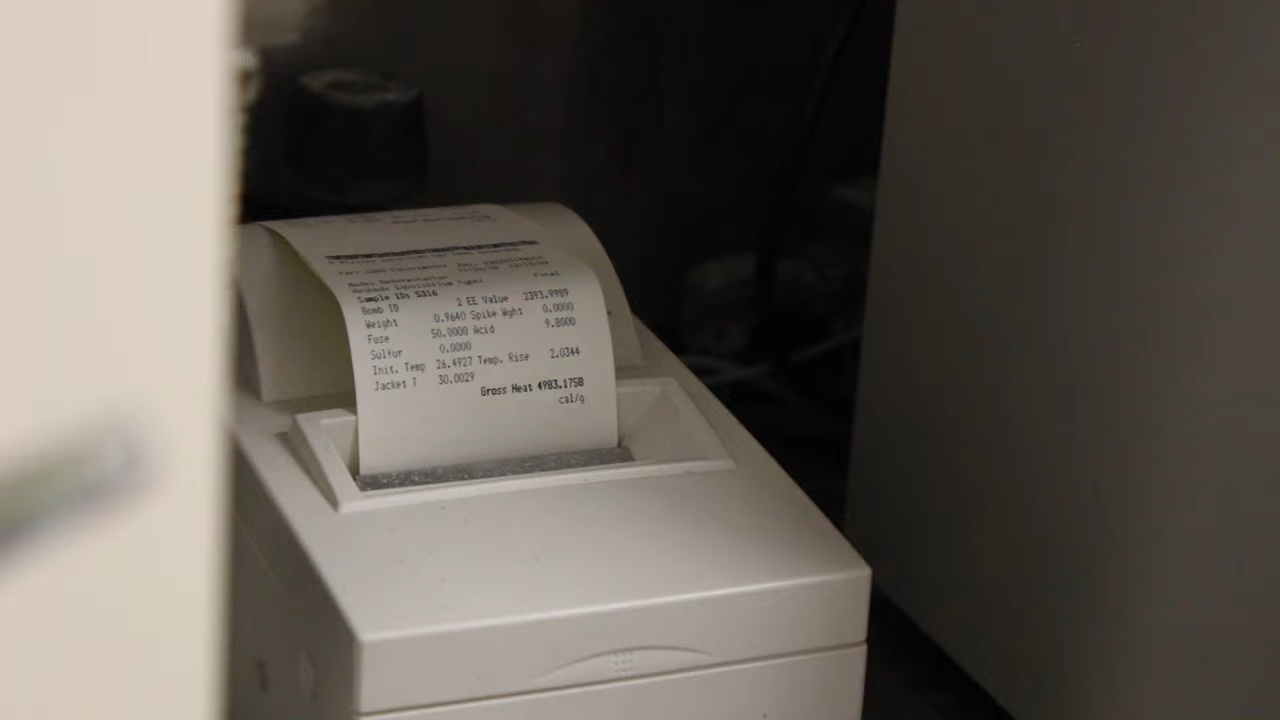 Final
Sample ID: 5316
Bomb ID 2 EE Value 2393.9989
Weight 0.9640 Spike Wght 0.0000
Fuse 50.0000 Acid 9.8000
Sulfur 0.0000
Init. Temp 26.4927 Temp. Rise 2.0344
Jacket T 30.0029
Gross Heat 4983.1758
cal/g